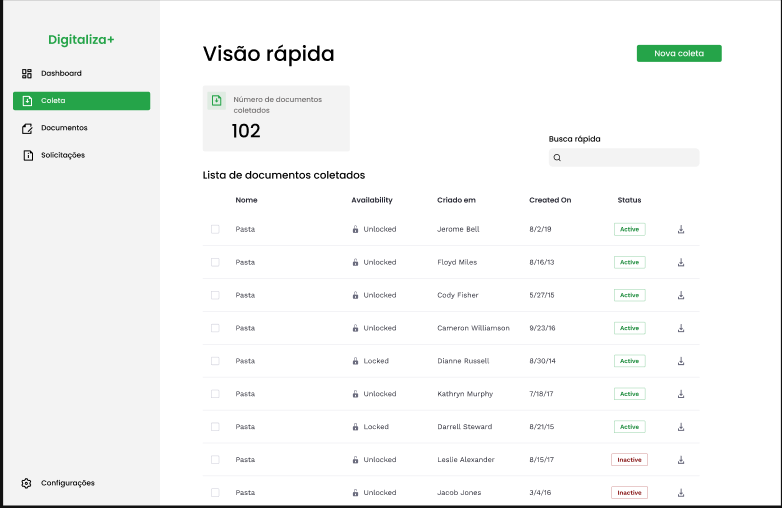 Digitaliza+
Dashboard
Coleta
Documentos
Solicitações
Configurações
Visão rápida
Nova coleta
Número de documentos
coletados
102
Busca rápida
Lista de documentos coletados
Nome Availability Criado em Created On Status
Pasta Unlocked Jerome Bell 8/2/19 Active
Pasta Unlocked Floyd Miles 8/16/13 Active
Pasta Unlocked Cody Fisher 5/27/15 Active
Pasta Unlocked Cameron Williamson 9/23/16 Active
Pasta Locked Dianne Russell 8/30/14 Active
Pasta Unlocked Kathryn Murphy 7/18/17 Active
Pasta Locked Darrell Steward 8/21/15 Active
Pasta Unlocked Leslie Alexander 8/15/17 Inactive
Pasta Unlocked Jacob Jones 3/4/16 Inactive